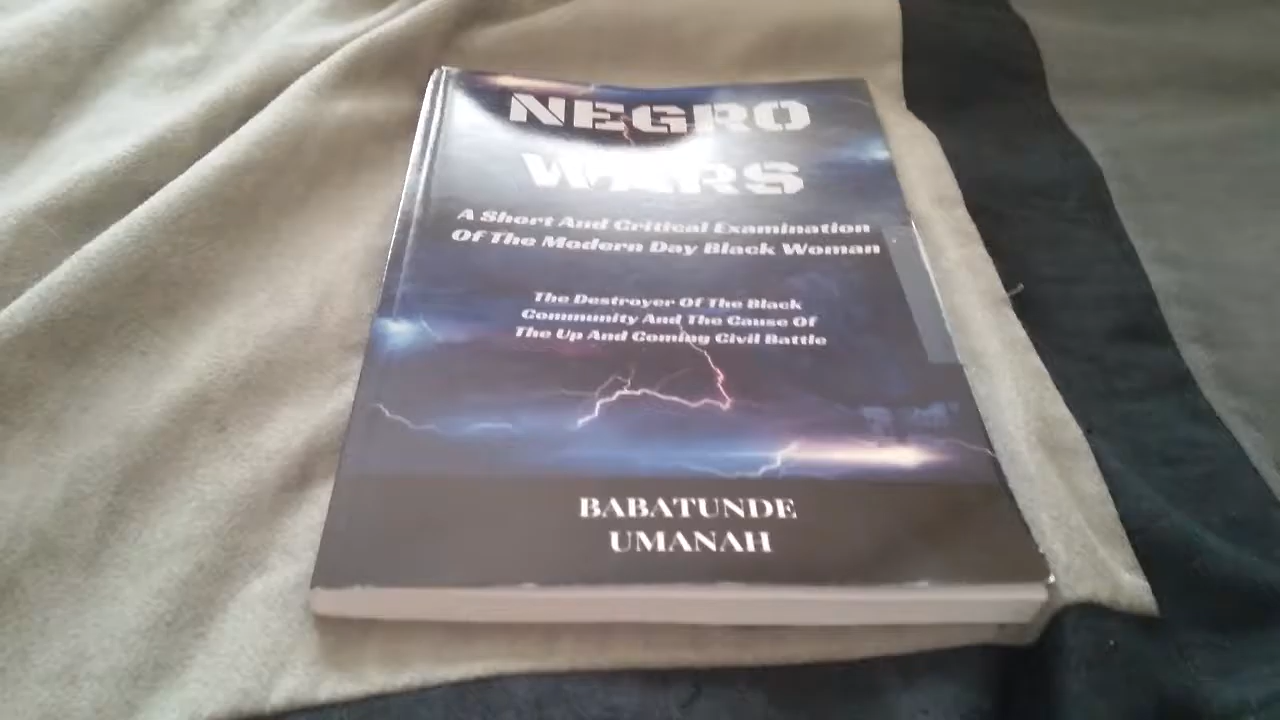 NEGRO
WARS
A Short And Critical Examination
Of The Modern Day Black Woman
The Destroyer Of The Black
Community And The Cause Of
The Up And Coming Civil Battle
BABATUNDE
UMANAH